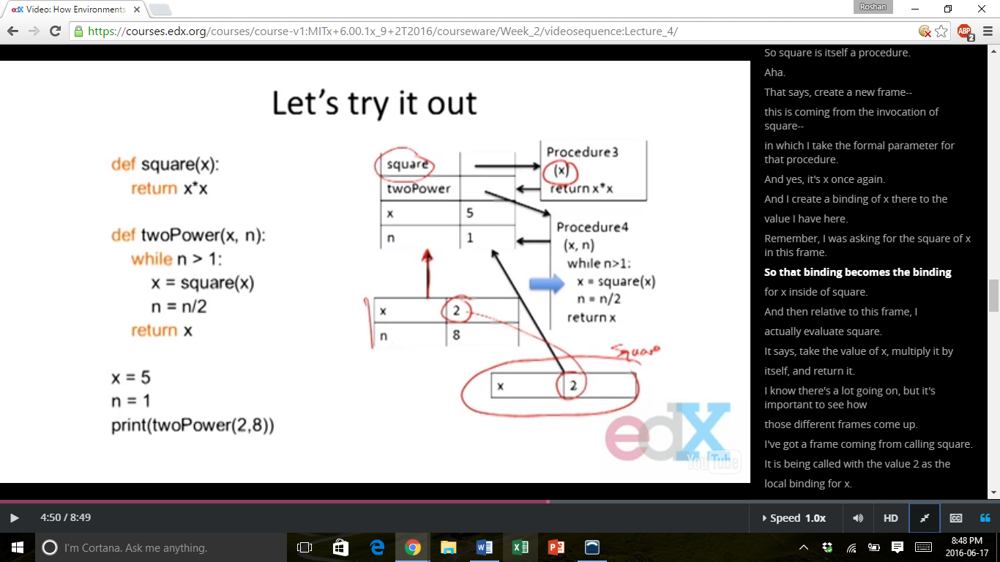 edX Video: How Environments
Roshan
https://courses.edx.org/courses/course-v1:MITx+6.00.1x_9+2T2016/courseware/Week_2/videosequence:Lecture_4/
ABP
2
Let's try it out
def square(x):
return x*x
def twoPower(x, n):
while n > 1:
x = square(x)
n = n/2
return x
x = 5
n = 1
print(twoPower(2,8))
square
twoPower
x 5
n 1
Procedure3
(x)
return x*x
Procedure4
(x, n)
while n>1:
x = square(x)
n = n/2
return x
x 2
n 8
Square
x 2
edX
YouTube
So square is itself a procedure.
Aha.
That says, create a new frame--
this is coming from the invocation of
square--
in which I take the formal parameter for
that procedure.
And yes, it's x once again.
And I create a binding of x there to the
value I have here.
Remember, I was asking for the square of x
in this frame.
So that binding becomes the binding
for x inside of square.
And then relative to this frame, I
actually evaluate square.
It says, take the value of x, multiply it by
itself, and return it.
I know there's a lot going on, but it's
important to see how
those different frames come up.
I've got a frame coming from calling square.
It is being called with the value 2 as the
local binding for x.
4:50 / 8:49
Speed 1.0x
HD
CC
I'm Cortana. Ask me anything.
8:48 PM
2016-06-17